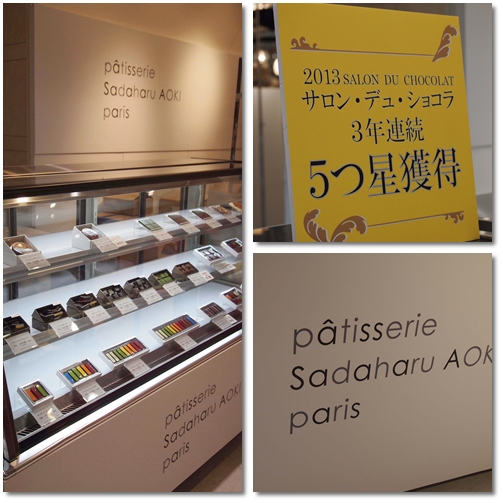 pâtisserie
Sadaharu AOKI
paris
pâtisserie
Sadaharu AOKI
paris
2013 SALON DU CHOCOLAT
サロン・デュ・ショコラ
3年連続
5つ星獲得
pâtisserie
Sadaharu AOK
paris